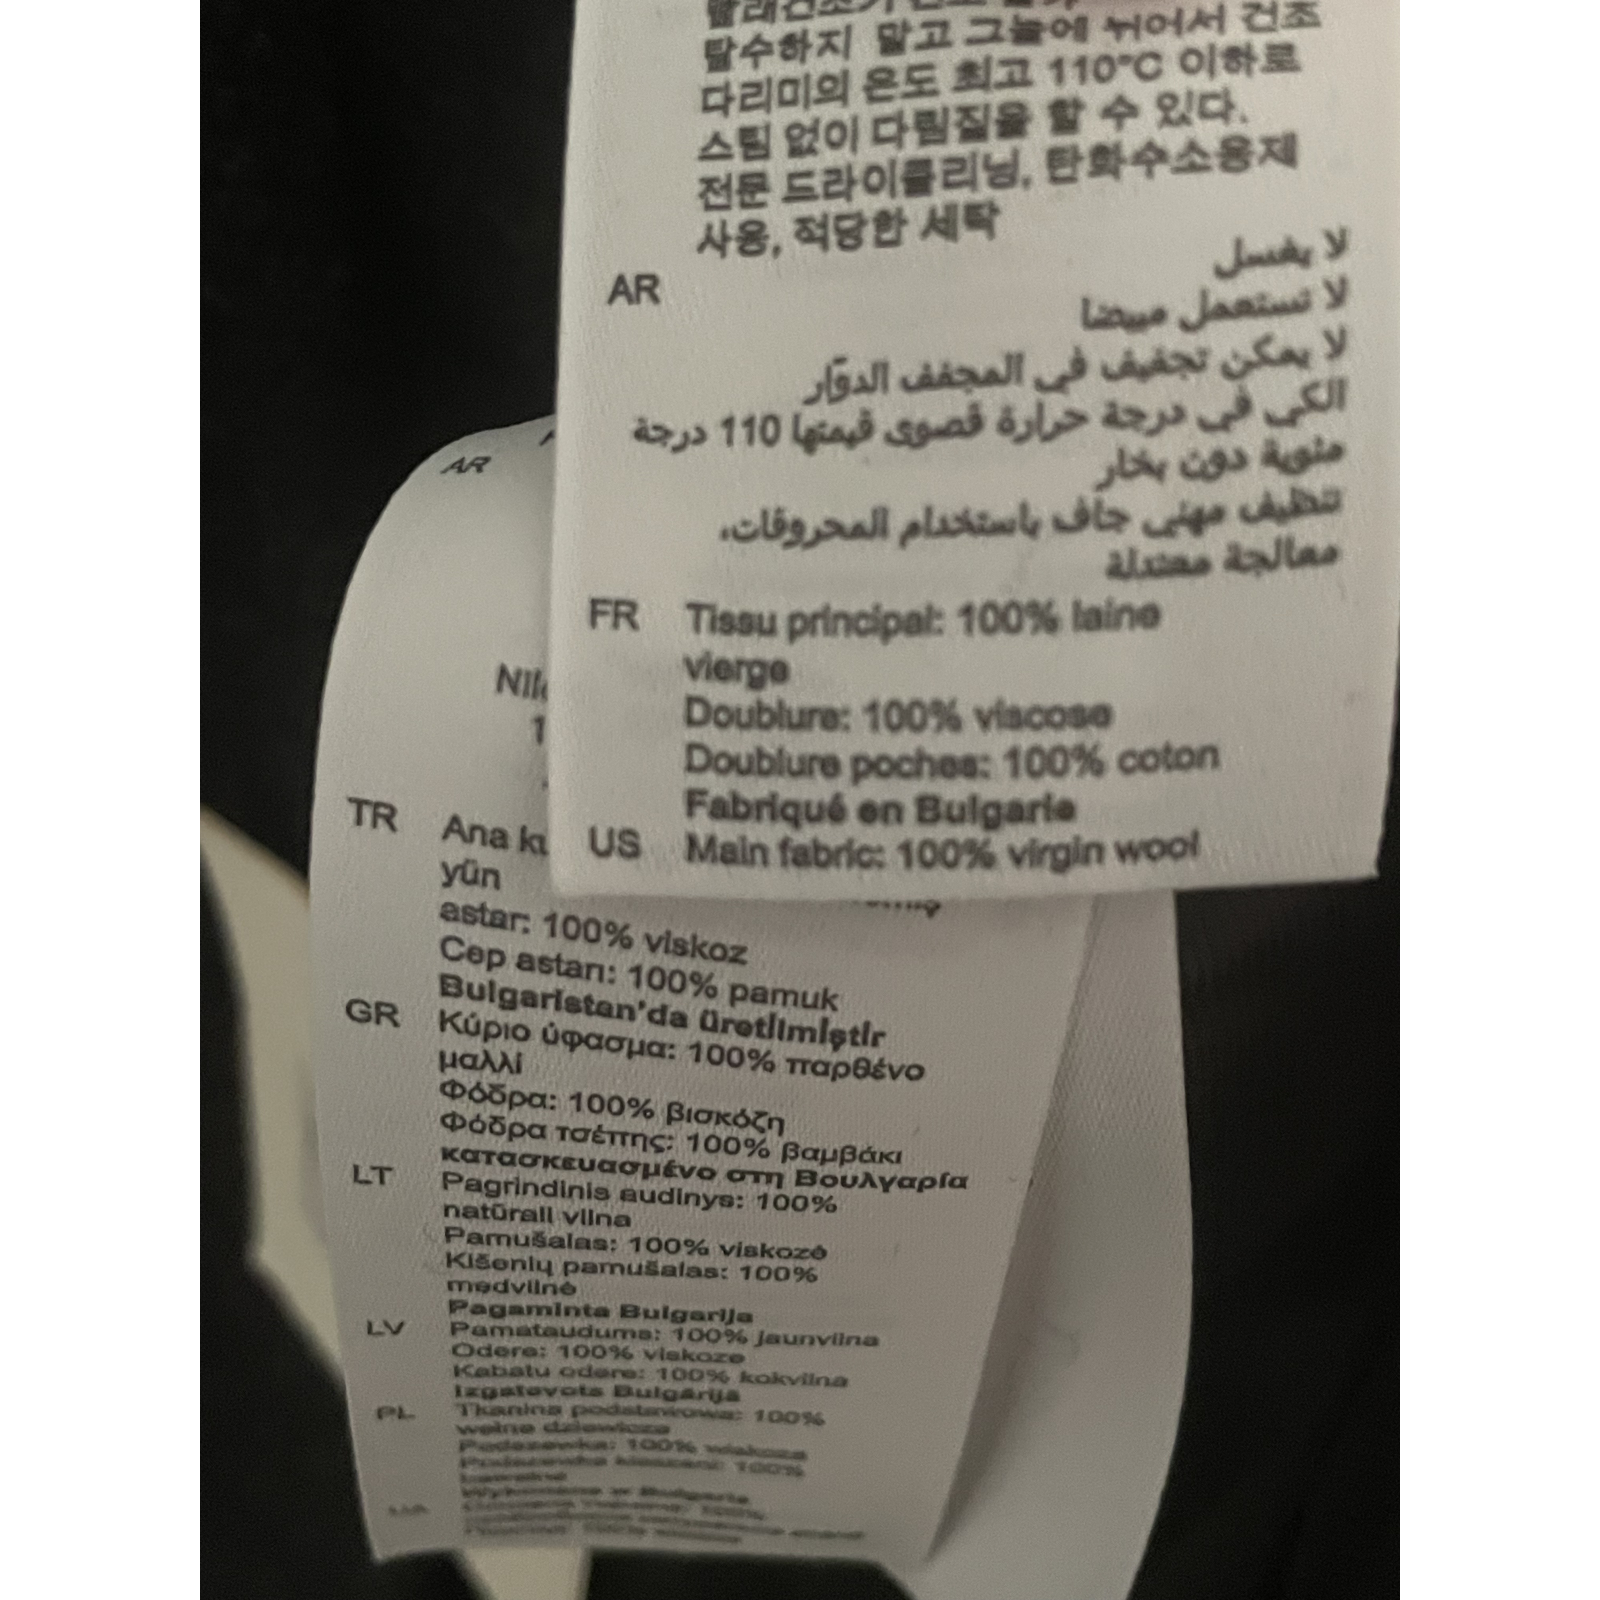 탈수하지 말고 그늘에 뉘어서 건조
다리미의 온도 최고 110°C 이하로
스팀 없이 다림질을 할 수 있다.
전문 드라이클리닝, 탄화수소용제
사용, 적당한 세탁
AR
لا يغسل
لا تستعمل مبيضا
لا يمكن تجفيف في المجفف الدوّار
الكي في درجة حرارة قصوى قيمتها 110 درجة
مئوية دون بخار
تنظيف مهني جاف باستخدام المحروقات،
معالجة معتدلة
FR Tissu principal: 100% laine
vierge
Doublure: 100% viscose
Doublure poches: 100% coton
Fabriqué en Bulgarie
US Main fabric: 100% virgin wool
AR
TR Ana
yün
astar: 100% viskoz
Cep astarı: 100% pamuk
Bulgaristan'da üretilmiştir
GR Κύριο ύφασμα: 100% παρθένο
μαλλί
Φόδρα: 100% βισκόζη
Φόδρα τσέπης: 100% βαμβάκι
κατασκευασμένο στη Βουλγαρία
LT Pagrindinis audinys: 100%
natūrali vilna
Pamušalas: 100% viskozė
Kišenių pamušalas: 100%
medvilnė
Pagaminta Bulgarija
LV Pamataudums: 100% jaunvilna
Odere: 100% viskoze
Kabatu odere: 100% kokvilna
Izgatavots Bulgārijā
PL Tkanina podstawowa: 100%
wełna dziewicza
Podszewka: 100% wiskoza
Podszewka kieszeni: 100%
bawełna
Wykonano w Bulgarie